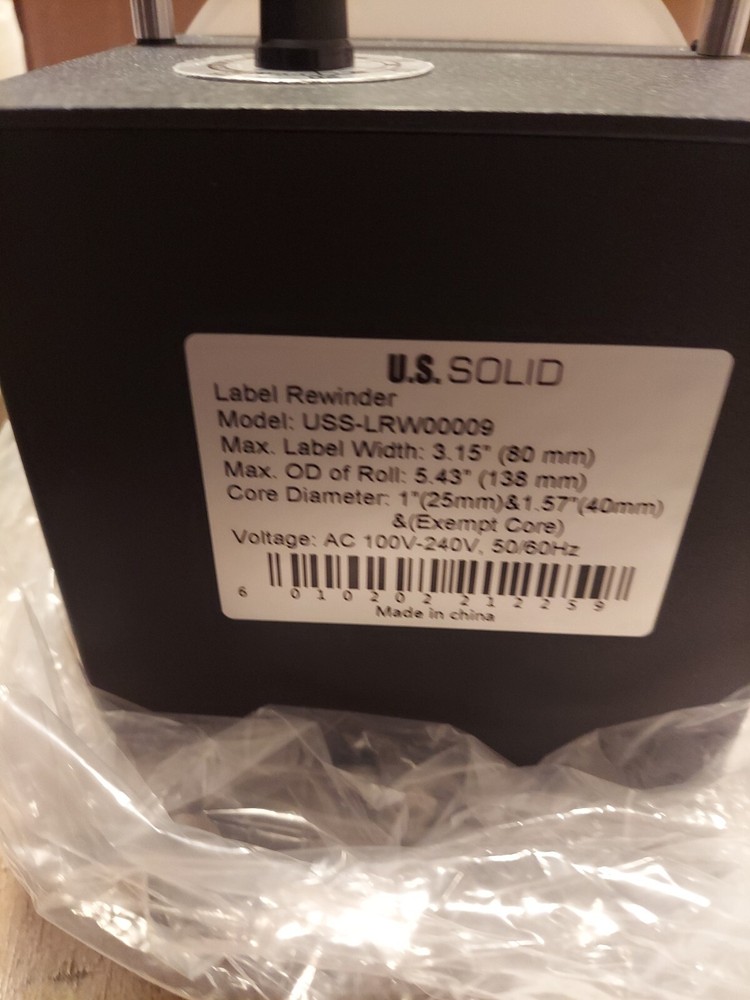 U.S. SOLID
Label Rewinder
Model: USS-LRW00009
Max. Label Width: 3.15" (80 mm)
Max. OD of Roll: 5.43" (138 mm)
Core Diameter: 1"(25mm)&1.57"(40mm)
&(Exempt Core)
Voltage: AC 100V-240V, 50/60Hz
6 010202 212259
Made in china